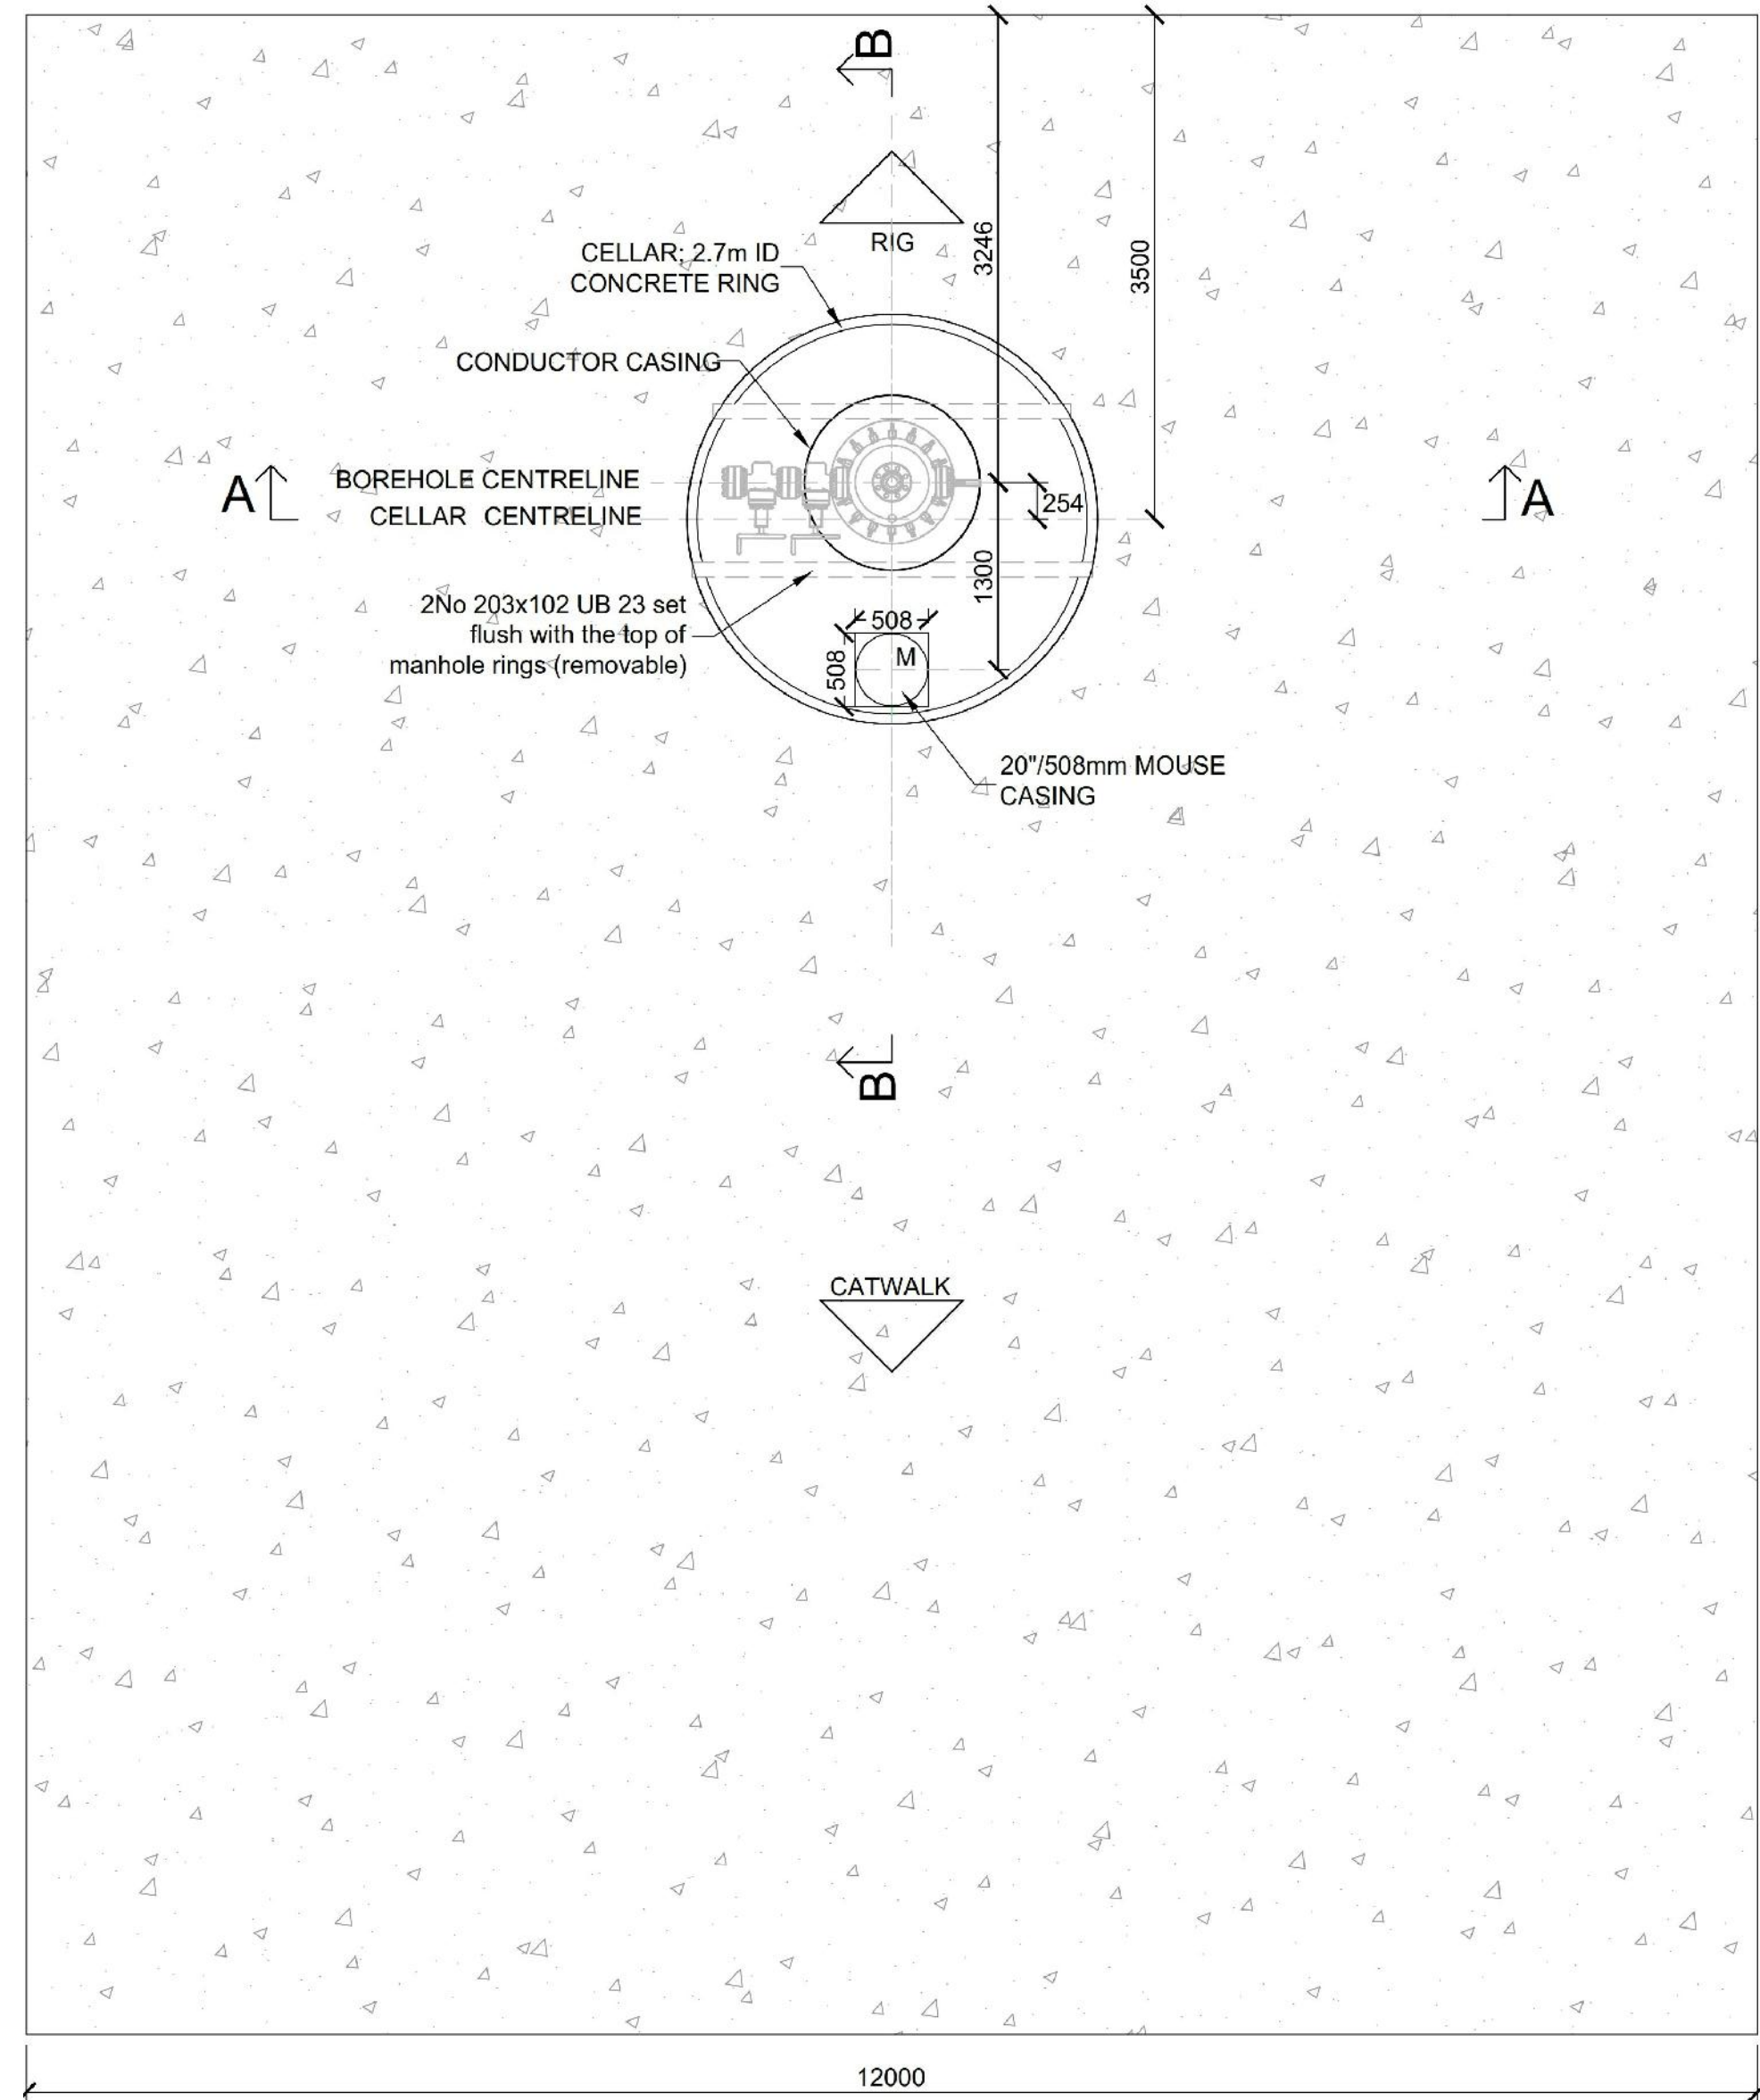 B
RIG
3246
3500
CELLAR; 2.7m ID
CONCRETE RING
CONDUCTOR CASING
A
BOREHOLE CENTRELINE
CELLAR CENTRELINE
254
A
1300
2No 203x102 UB 23 set
flush with the top of
manhole rings (removable)
508
508
M
20"/508mm MOUSE
CASING
B
CATWALK
12000